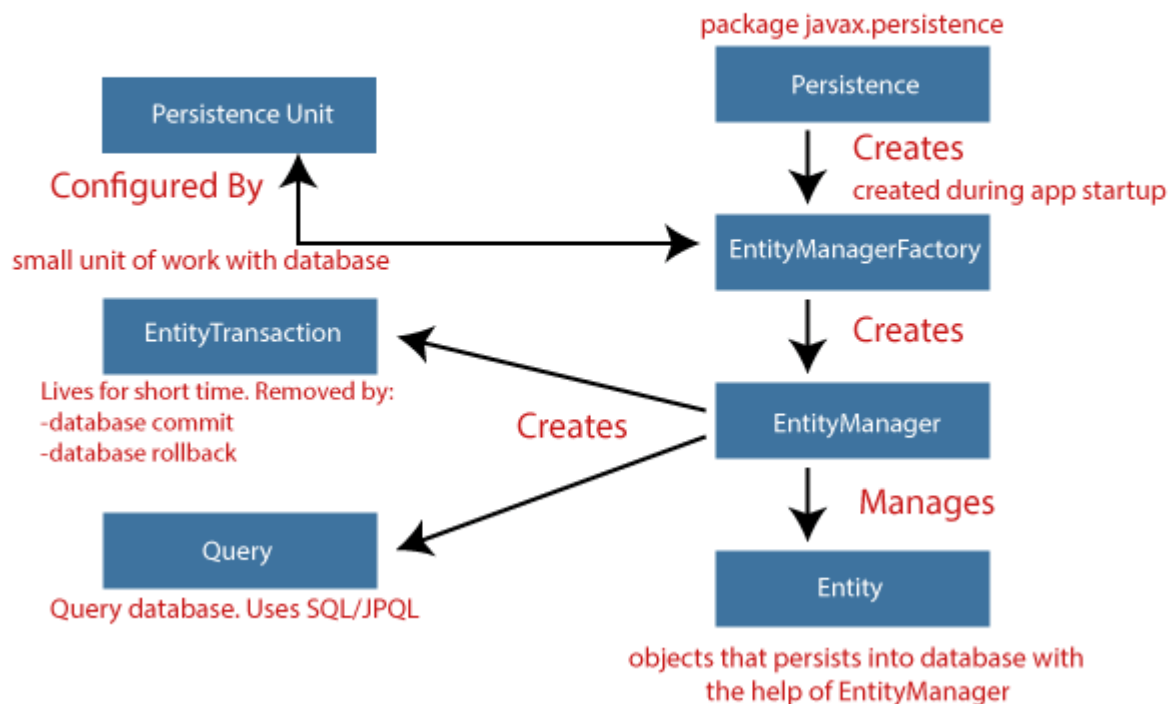 package javax.persistence
Persistence
Persistence Unit
Creates
Configured By
created during app startup
EntityManagerFactory
small unit of work with database
EntityTransaction
Creates
Lives for short time. Removed by:
-database commit
-database rollback
Creates
EntityManager
Manages
Query
Entity
Query database. Uses SQL/JPQL
objects that persists into database with
the help of EntityManager